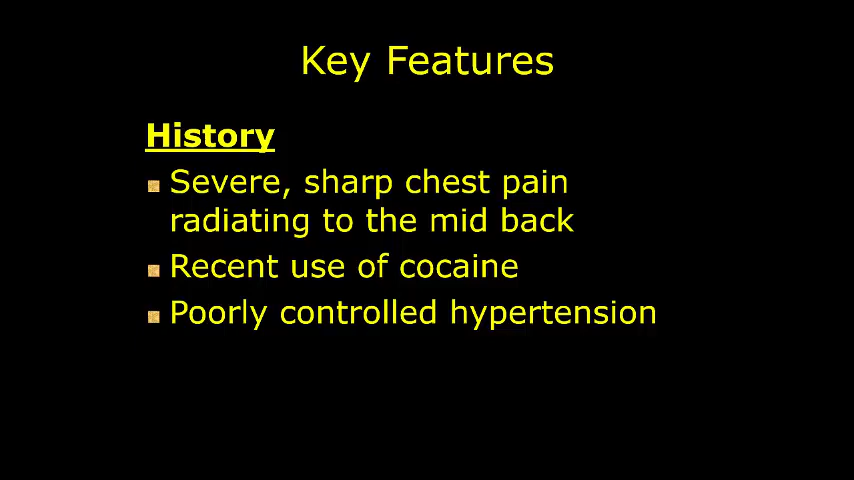 Key Features
History
Severe, sharp chest pain
radiating to the mid back
Recent use of cocaine
Poorly controlled hypertension